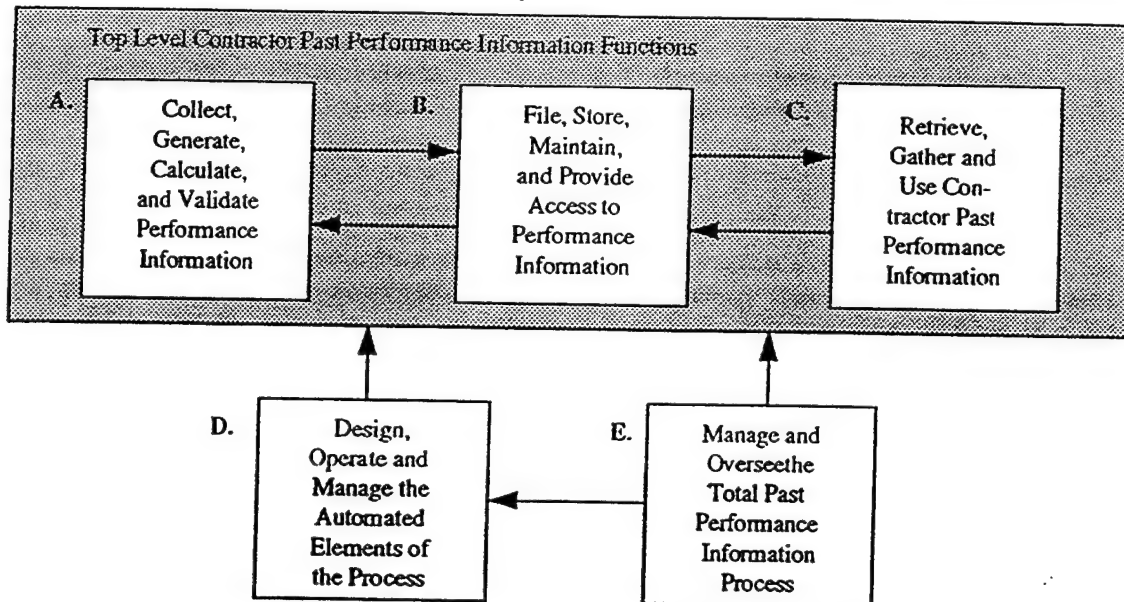 Top Level Contractor Past Performance Information Functions
A.
Collect,
Generate,
Calculate,
and Validate
Performance
Information
B.
File, Store,
Maintain,
and Provide
Access to
Performance
Information
C.
Retrieve,
Gather and
Use Con-
tractor Past
Performance
Information
D.
Design,
Operate and
Manage the
Automated
Elements of
the Process
E.
Manage and
Overseethe
Total Past
Performance
Information
Process